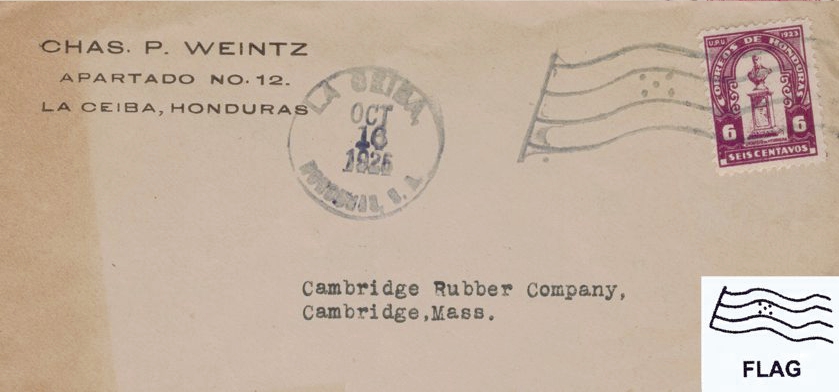 CHAS. P. WEINTZ
APARTADO NO. 12.
LA CEIBA, HONDURAS
LA CEIBA,
OCT
16
1925
HONDURAS, C. A.
U.P.U. 1923
CORREOS DE HONDURAS
6 6
SEIS CENTAVOS
Cambridge Rubber Company,
Cambridge,Mass.
FLAG